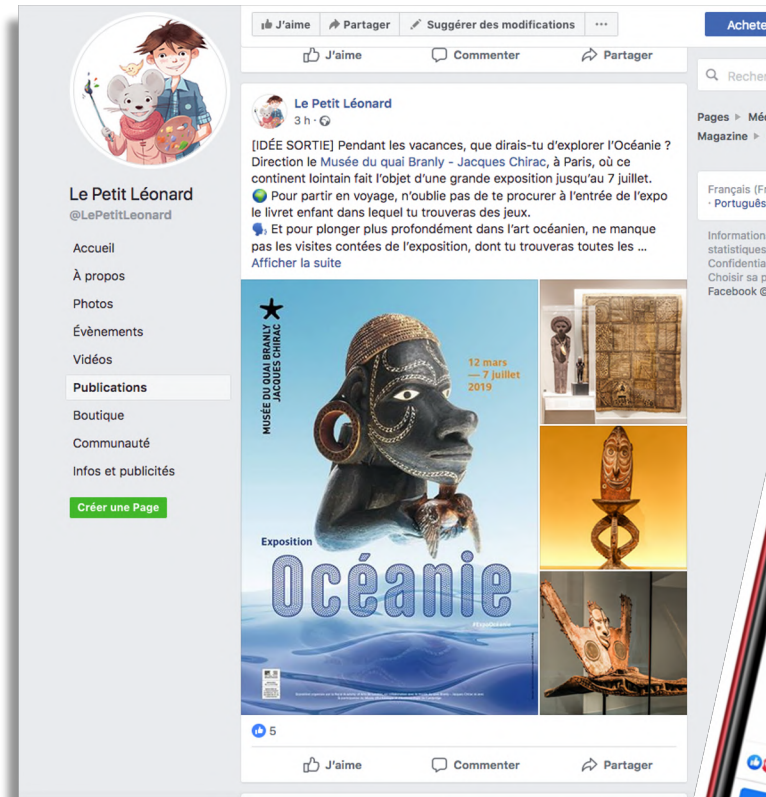 J'aime
Partager
Suggérer des modifications
...
Achete
J'aime
Commenter
Partager
Recher
Pages
Magazine
Français (F
· Português
Information
statistiques
Confidentia
Choisir sa p
Facebook ©
Le Petit Léonard
@LePetitLeonard
Accueil
À propos
Photos
Évènements
Vidéos
Publications
Boutique
Communauté
Infos et publicités
Créer une Page
Le Petit Léonard
3 h ·
[IDÉE SORTIE] Pendant les vacances, que dirais-tu d'explorer l'Océanie ?
Direction le Musée du quai Branly - Jacques Chirac, à Paris, où ce
continent lointain fait l'objet d'une grande exposition jusqu'au 7 juillet.
Pour partir en voyage, n'oublie pas de te procurer à l'entrée de l'expo
le livret enfant dans lequel tu trouveras des jeux.
Et pour plonger plus profondément dans l'art océanien, ne manque
pas les visites contées de l'exposition, dont tu trouveras toutes les ...
Afficher la suite
MUSÉE DU QUAI BRANLY
JACQUES CHIRAC
12 mars
— 7 juillet
2019
Exposition
Océanie
#ExpoOcéanie
5
J'aime
Commenter
Partager